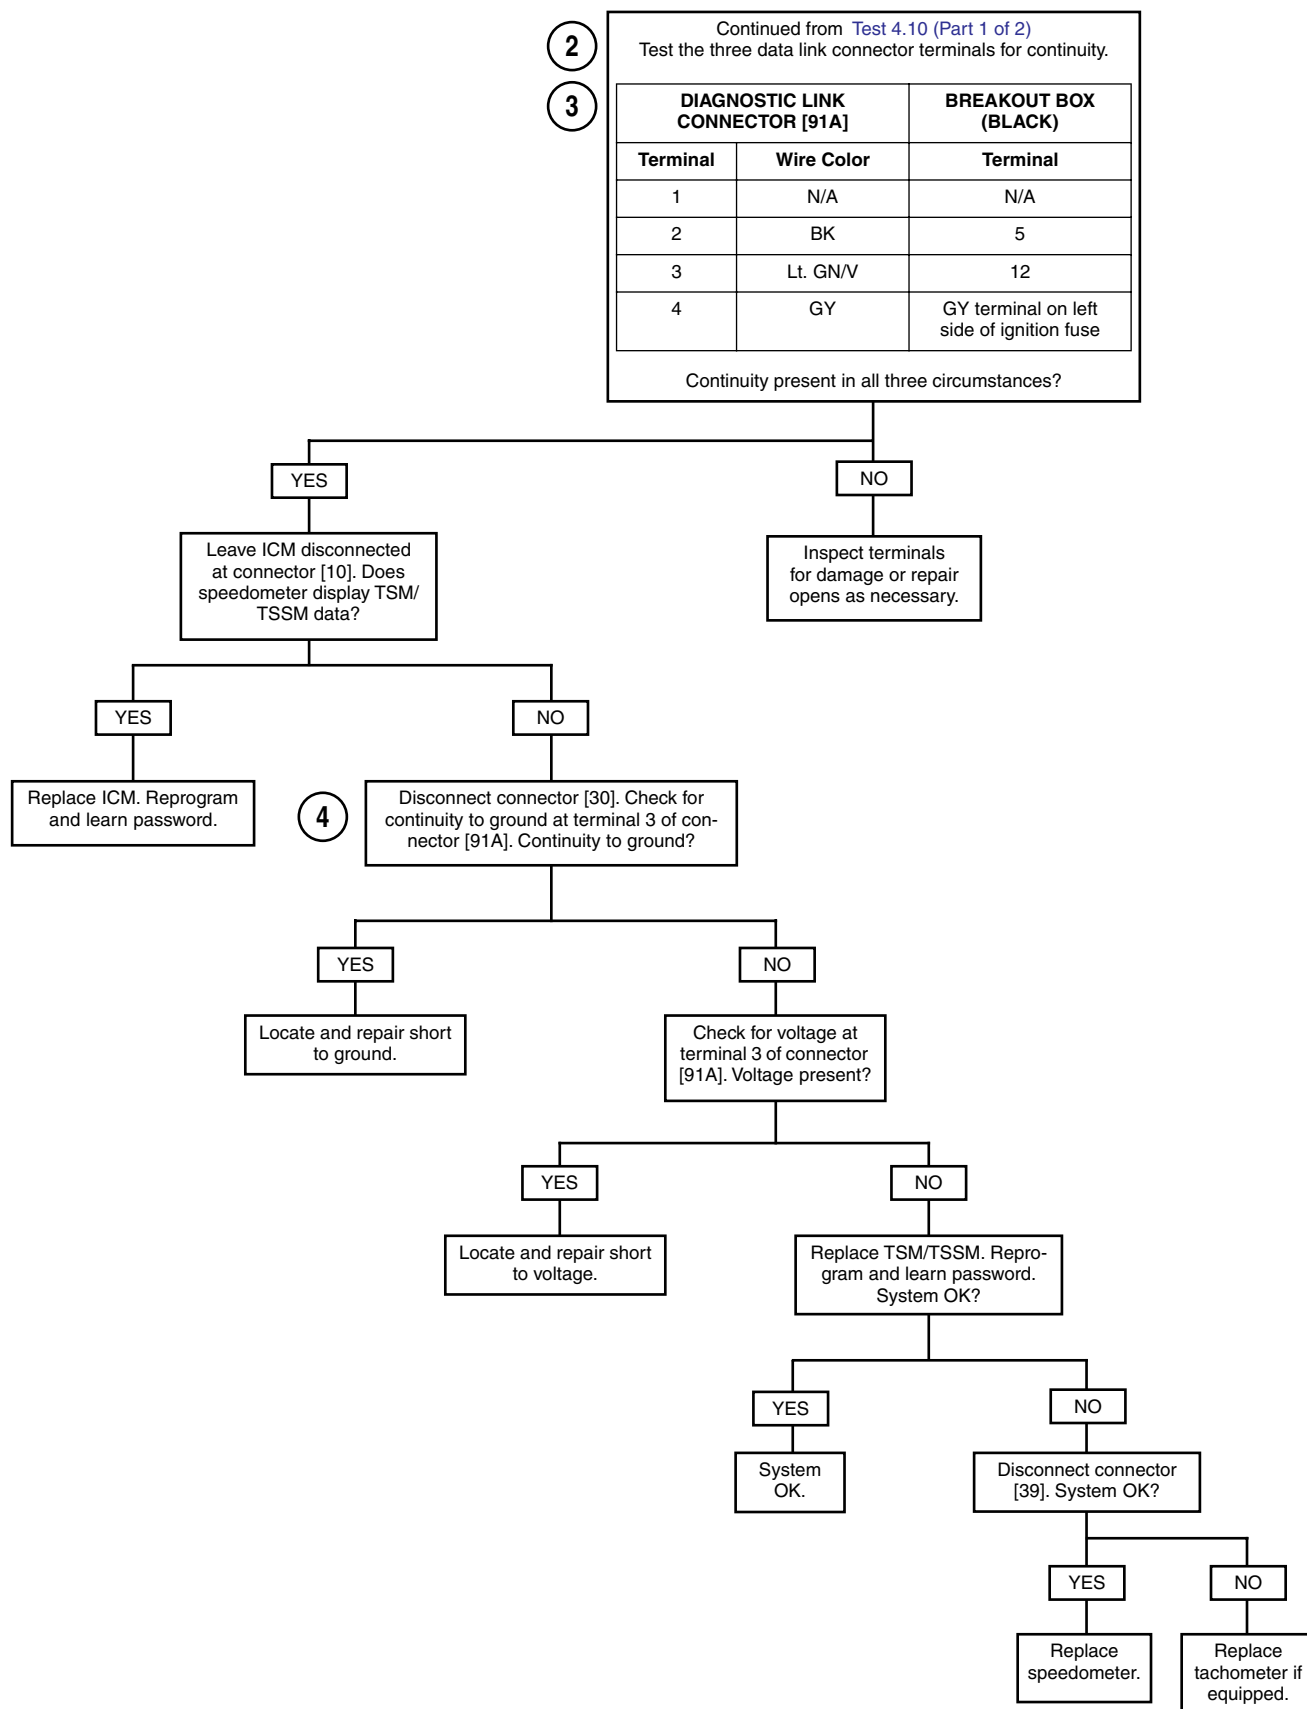 2
Continued from Test 4.10 (Part 1 of 2)
Test the three data link connector terminals for continuity.
3
DIAGNOSTIC LINK
CONNECTOR [91A]
BREAKOUT BOX
(BLACK)
Terminal
Wire Color
Terminal
1
N/A
N/A
2
BK
5
3
Lt. GN/V
12
4
GY
GY terminal on left
side of ignition fuse
Continuity present in all three circumstances?
YES
NO
Leave ICM disconnected
at connector [10]. Does
speedometer display TSM/
TSSM data?
Inspect terminals
for damage or repair
opens as necessary.
YES
NO
Replace ICM. Reprogram
and learn password.
4
Disconnect connector [30]. Check for
continuity to ground at terminal 3 of con-
nector [91A]. Continuity to ground?
YES
NO
Locate and repair short
to ground.
Check for voltage at
terminal 3 of connector
[91A]. Voltage present?
YES
NO
Locate and repair short
to voltage.
Replace TSM/TSSM. Repro-
gram and learn password.
System OK?
YES
NO
System
OK.
Disconnect connector
[39]. System OK?
YES
NO
Replace
speedometer.
Replace
tachometer if
equipped.